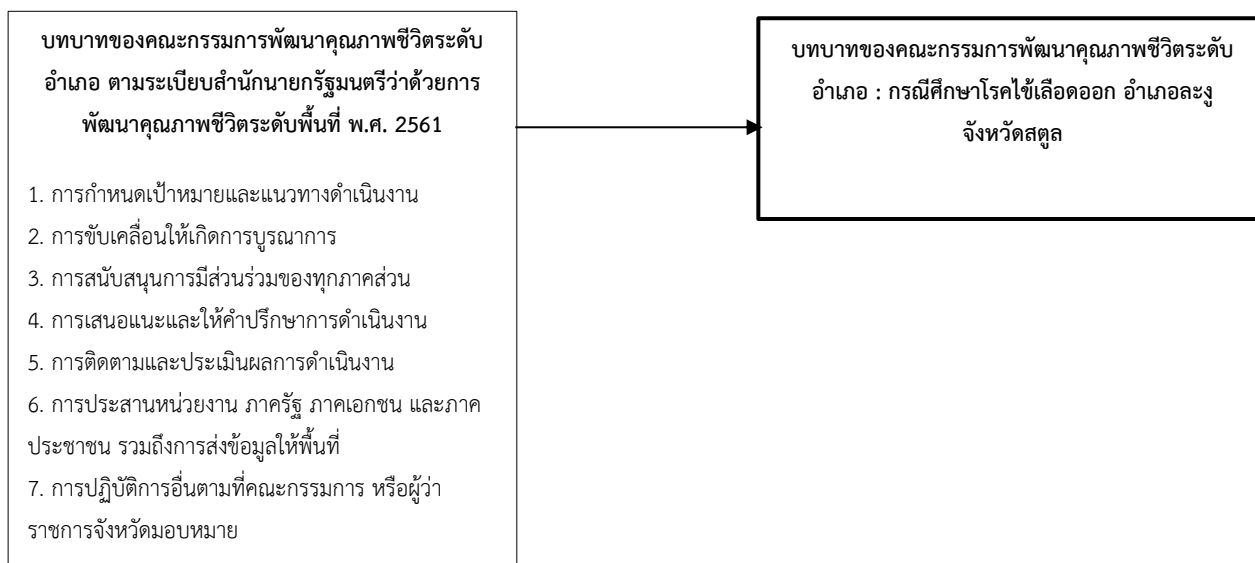 บทบาทของคณะกรรมการพัฒนาคุณภาพชีวิตระดับ
อำเภอ ตามระเบียบสำนักนายกรัฐมนตรีว่าด้วยการ
พัฒนาคุณภาพชีวิตระดับพื้นที่ พ.ศ. 2561
1. การกำหนดเป้าหมายและแนวทางดำเนินงาน
2. การขับเคลื่อนให้เกิดการบูรณาการ
3. การสนับสนุนการมีส่วนร่วมของทุกภาคส่วน
4. การเสนอแนะและให้คำปรึกษาการดำเนินงาน
5. การติดตามและประเมินผลการดำเนินงาน
6. การประสานหน่วยงาน ภาครัฐ ภาคเอกชน และภาค
ประชาชน รวมถึงการส่งข้อมูลให้พื้นที่
7. การปฏิบัติการอื่นตามที่คณะกรรมการ หรือผู้ว่า
ราชการจังหวัดมอบหมาย
บทบาทของคณะกรรมการพัฒนาคุณภาพชีวิตระดับ
อำเภอ : กรณีศึกษาโรคไข้เลือดออก อำเภอละงู
จังหวัดสตูล